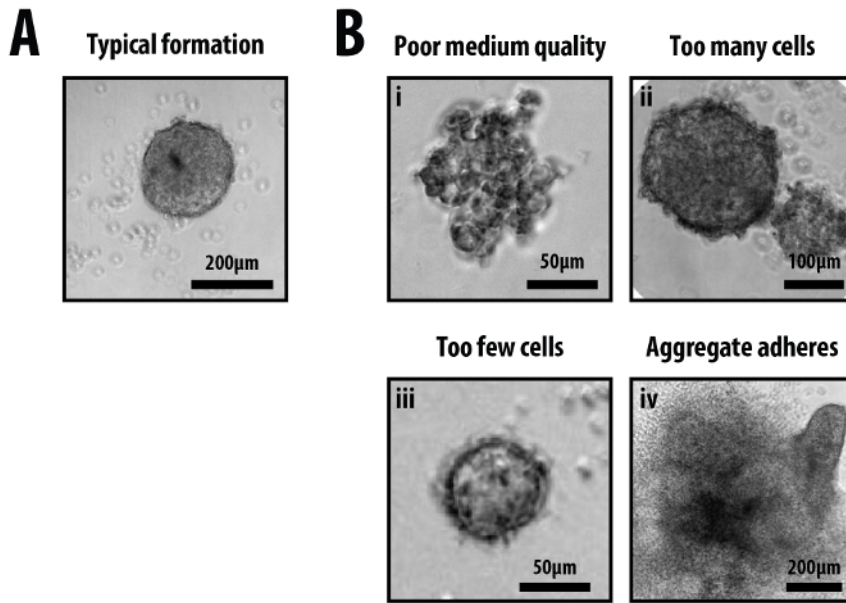 A
Typical formation
200µm
B
Poor medium quality
i
50µm
Too many cells
ii
100µm
Too few cells
iii
50µm
Aggregate adheres
iv
200µm